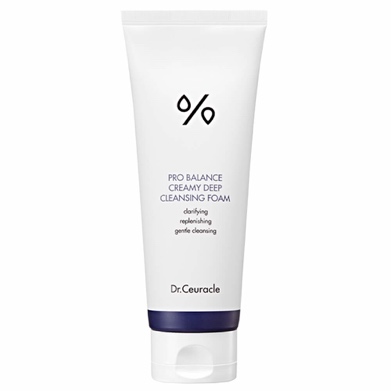 %
PRO BALANCE
CREAMY DEEP
CLEANSING FOAM
clarifying
replenishing
gentle cleansing
Dr.Ceuracle